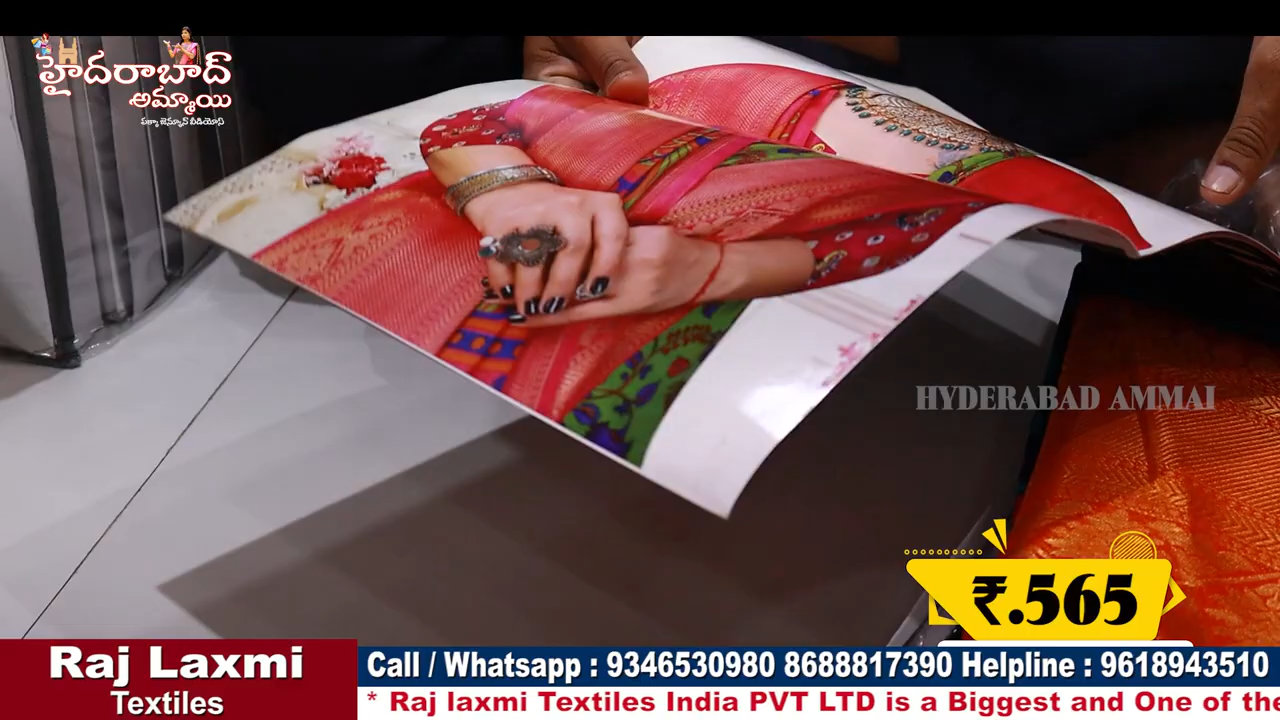 హైదరాబాద్
అమ్మాయి
పక్కా జెన్యూన్ వీడియోస్
HYDERABAD AMMAI
₹.565
Raj Laxmi
Textiles
Call / Whatsapp : 9346530980 8688817390 Helpline : 9618943510
* Raj laxmi Textiles India PVT LTD is a Biggest and One of the